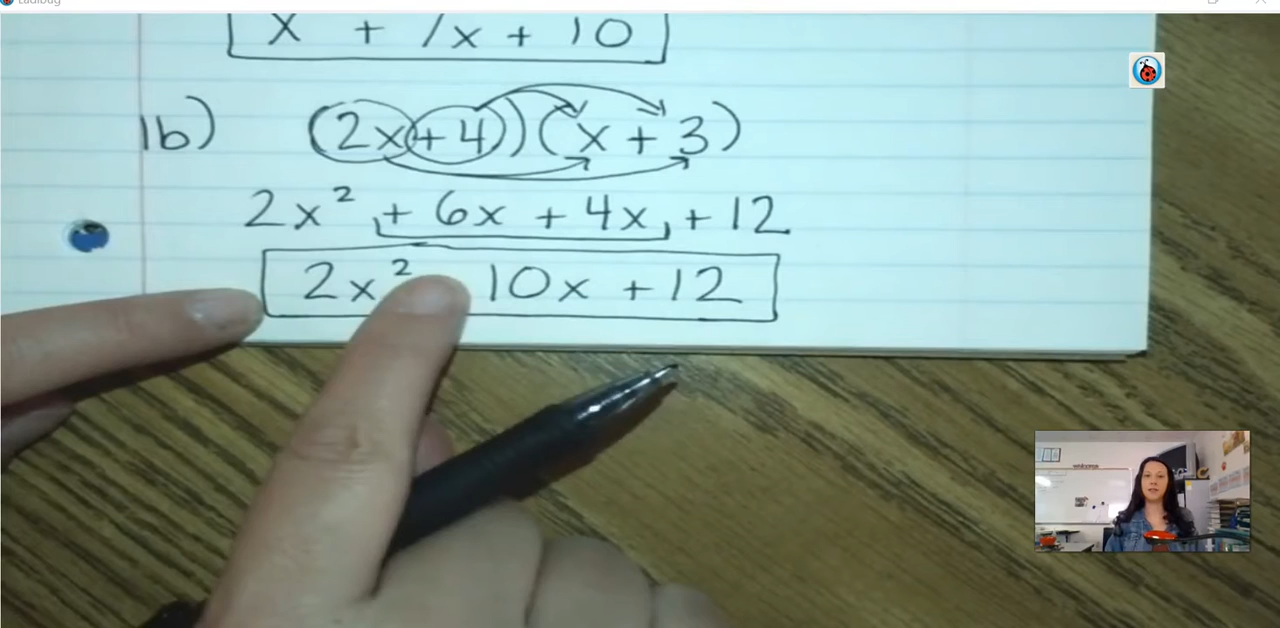 Ladibug
x + 7x + 10
1b) (2x+4)) (x + 3)
2x² + 6x + 4x + 12
2x² 10x + 12